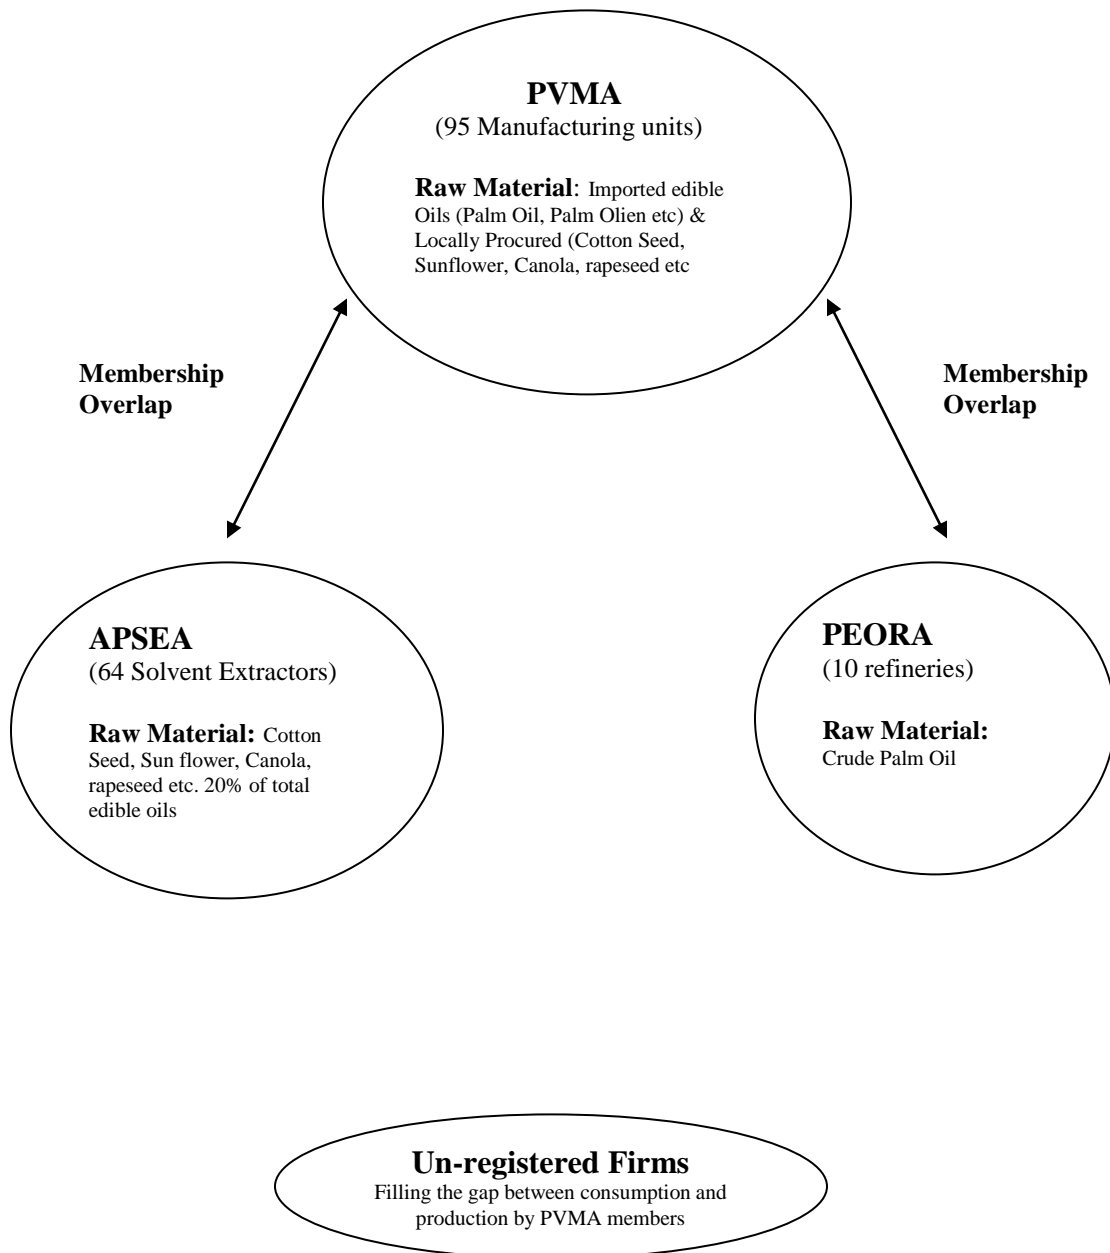 PVMA
(95 Manufacturing units)
Raw Material: Imported edible
Oils (Palm Oil, Palm Olien etc) &
Locally Procured (Cotton Seed,
Sunflower, Canola, rapeseed etc
Membership
Overlap
Membership
Overlap
APSEA
(64 Solvent Extractors)
Raw Material: Cotton
Seed, Sun flower, Canola,
rapeseed etc. 20% of total
edible oils
PEORA
(10 refineries)
Raw Material:
Crude Palm Oil
Un-registered Firms
Filling the gap between consumption and
production by PVMA members